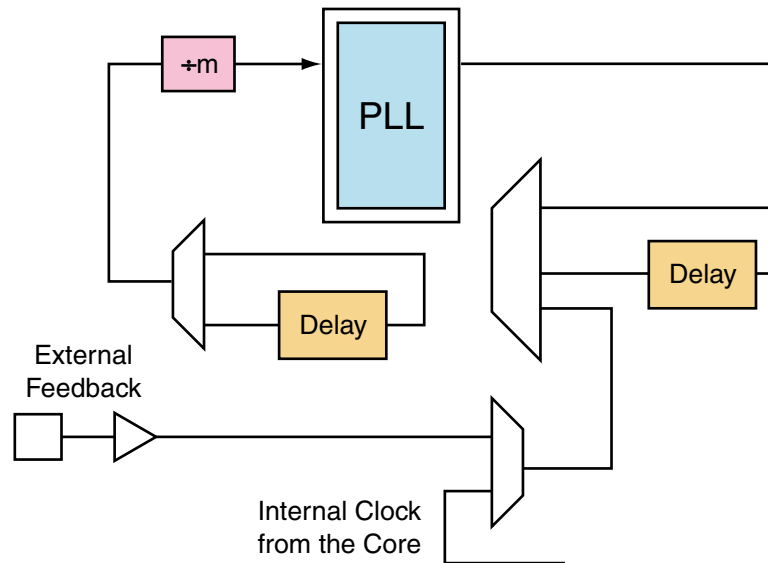 ÷m
PLL
Delay
Delay
External
Feedback
Internal Clock
from the Core